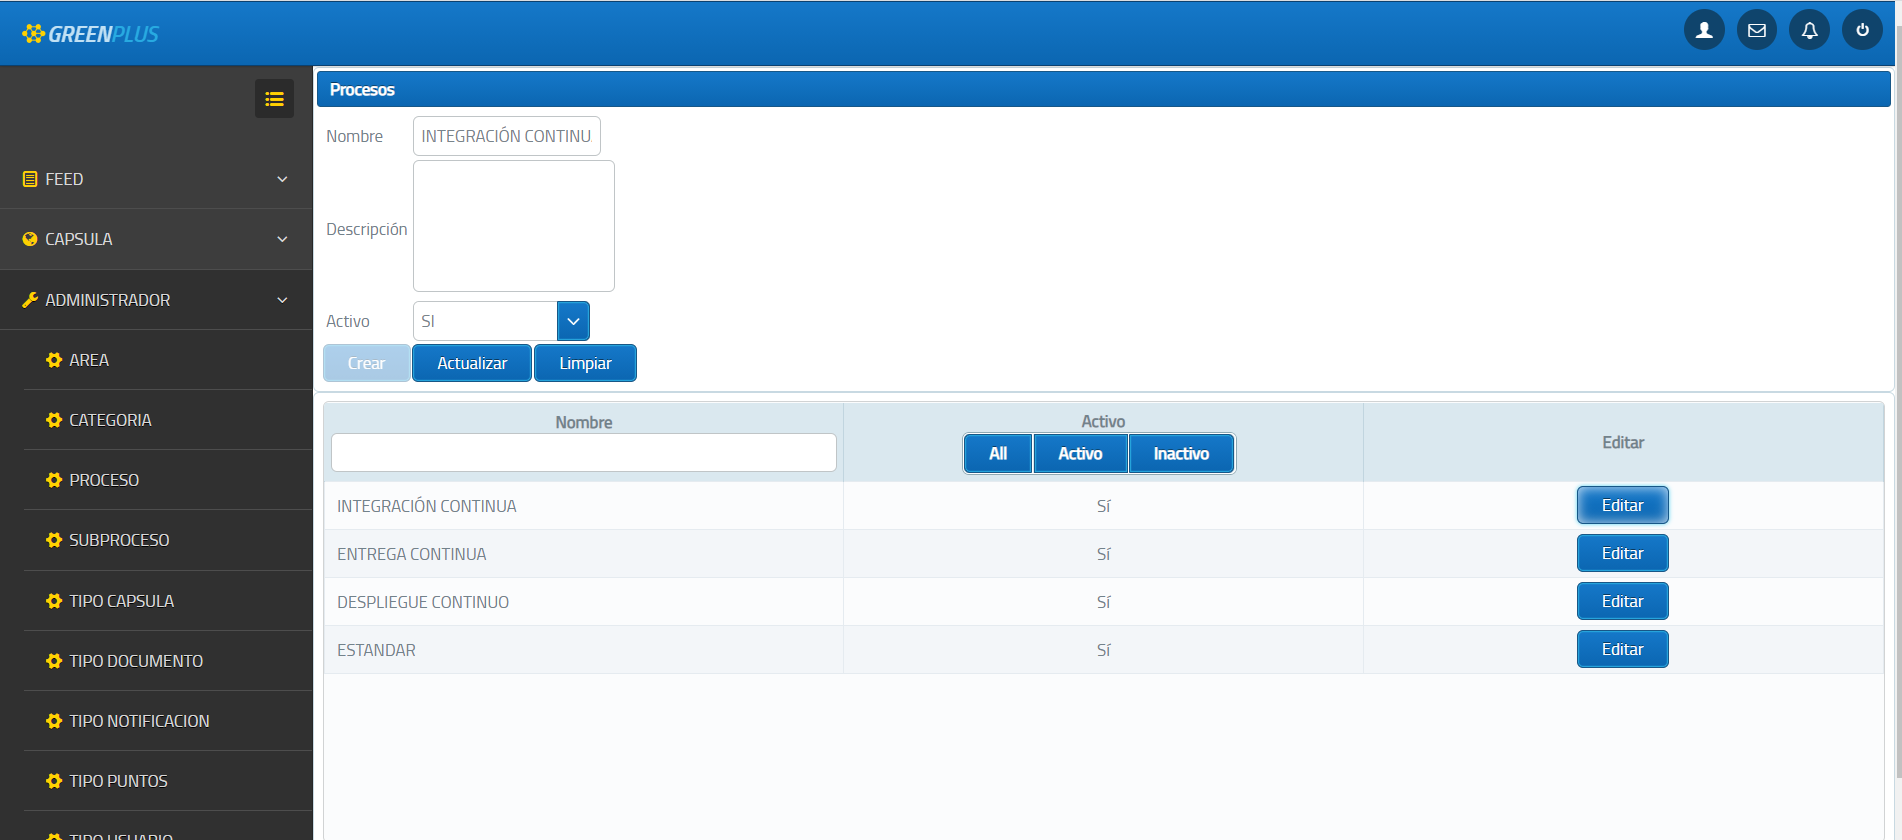 GREENPLUS
FEED
CAPSULA
ADMINISTRADOR
AREA
CATEGORIA
PROCESO
SUBPROCESO
TIPO CAPSULA
TIPO DOCUMENTO
TIPO NOTIFICACION
TIPO PUNTOS
TIPO USUARIO
Procesos
Nombre INTEGRACIÓN CONTINU
Descripción
Activo SI
Crear Actualizar Limpiar
Nombre Activo Editar
All Activo Inactivo
INTEGRACIÓN CONTINUA Sí Editar
ENTREGA CONTINUA Sí Editar
DESPLIEGUE CONTINUO Sí Editar
ESTANDAR Sí Editar